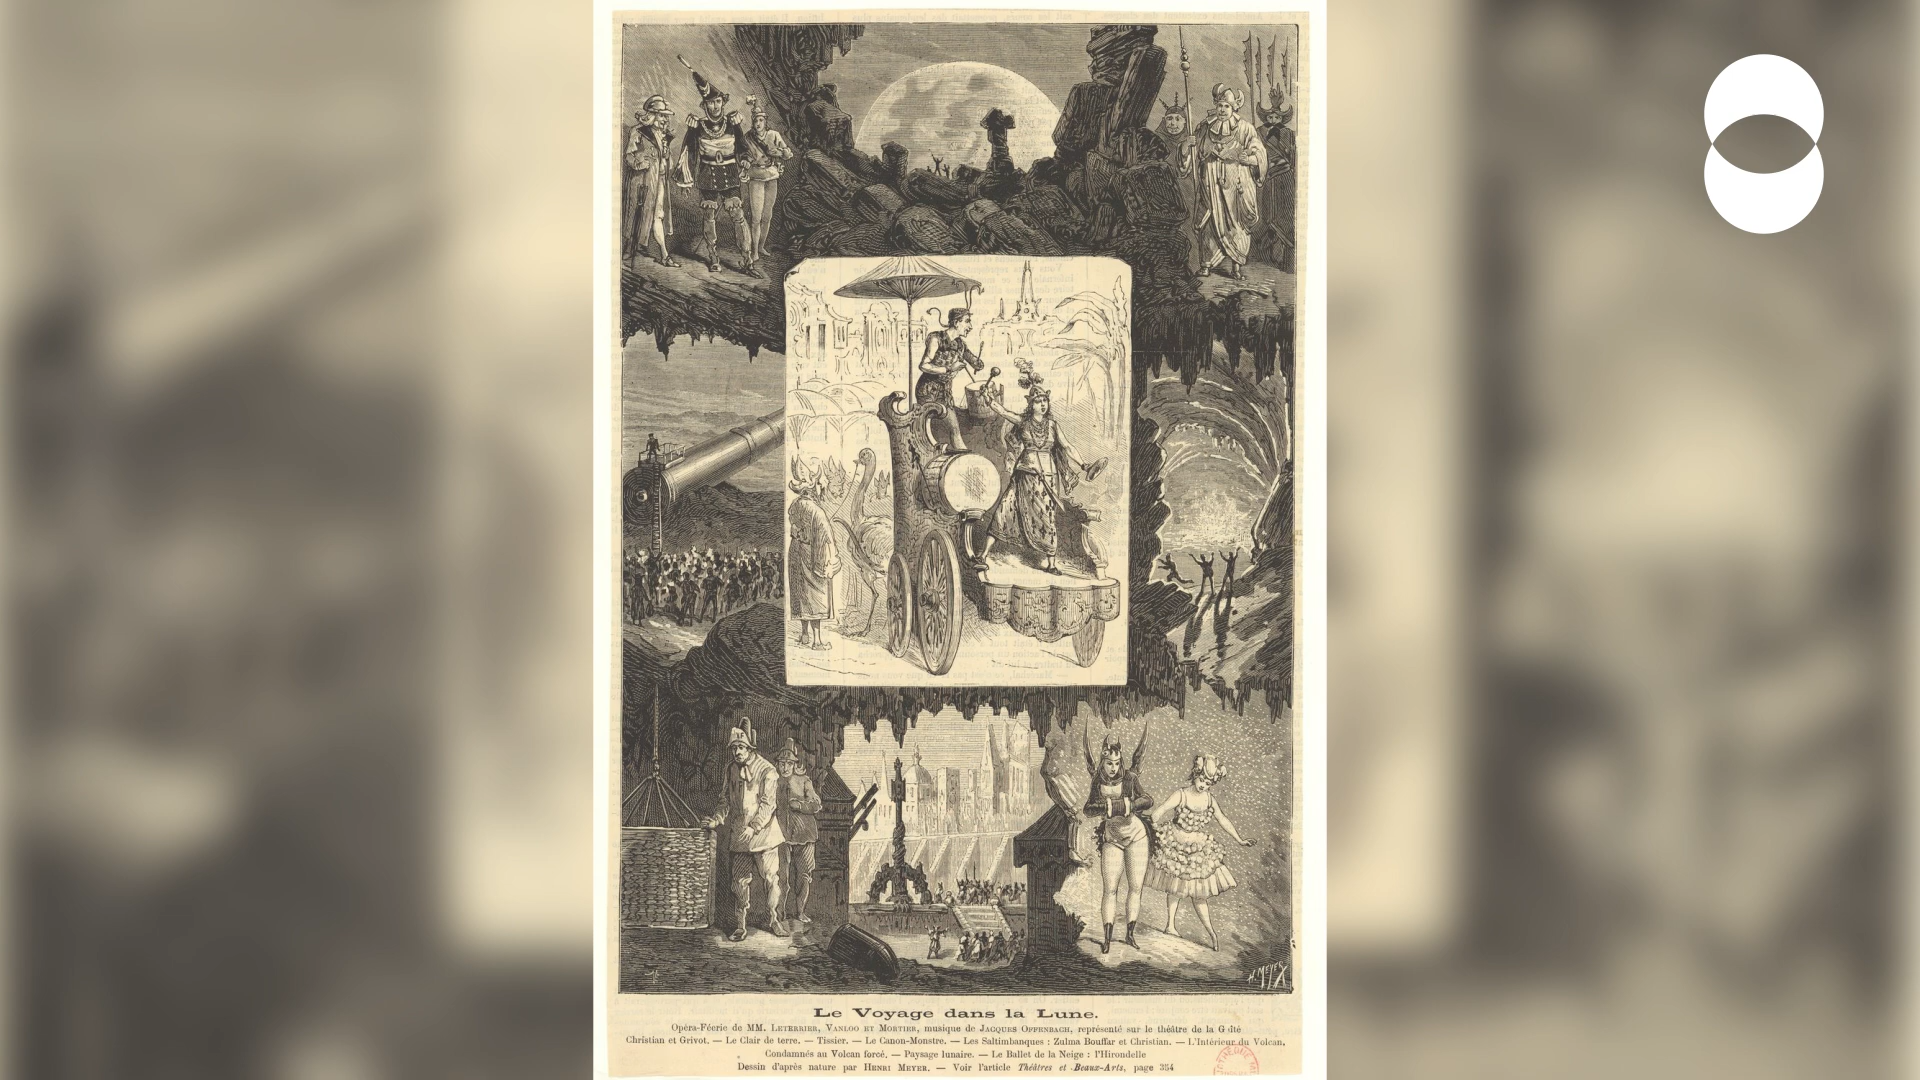 H. MEYER
Le Voyage dans la Lune.
Opéra-Féerie de MM. LETERRIER, VANLOO ET MORTIER, musique de JACQUES OFFENBACH, représenté sur le théâtre de la G ité
Christian et Grivot. — Le Clair de terre. — Tissier. — Le Canon-Monstre. — Les Saltimbanques : Zulma Bouffar et Christian. — L'Intérieur du Volcan,
Condamnés au Volcan forcé. — Paysage lunaire. — Le Ballet de la Neige : l'Hirondelle
Dessin d'après nature par HENRI MEYER. — Voir l'article Théâtres et Beaux-Arts, page 354